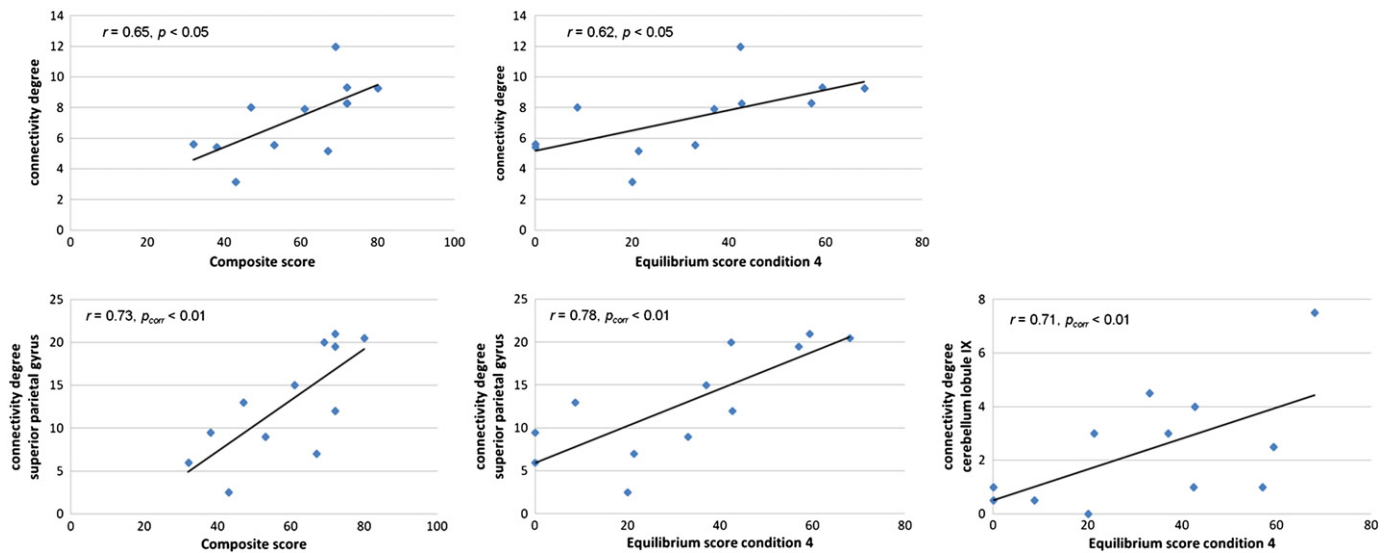 r = 0.65, p < 0.05
connectivity degree
14
12
10
8
6
4
2
0
0 20 40 60 80 100
Composite score
r = 0.62, p < 0.05
connectivity degree
14
12
10
8
6
4
2
0
0 20 40 60 80
Equilibrium score condition 4
r = 0.73, pcorr < 0.01
connectivity degree
superior parietal gyrus
25
20
15
10
5
0
0 20 40 60 80 100
Composite score
r = 0.78, pcorr < 0.01
connectivity degree
superior parietal gyrus
25
20
15
10
5
0
0 20 40 60 80
Equilibrium score condition 4
r = 0.71, pcorr < 0.01
connectivity degree
cerebellum lobule IX
8
6
4
2
0
0 20 40 60 80
Equilibrium score condition 4